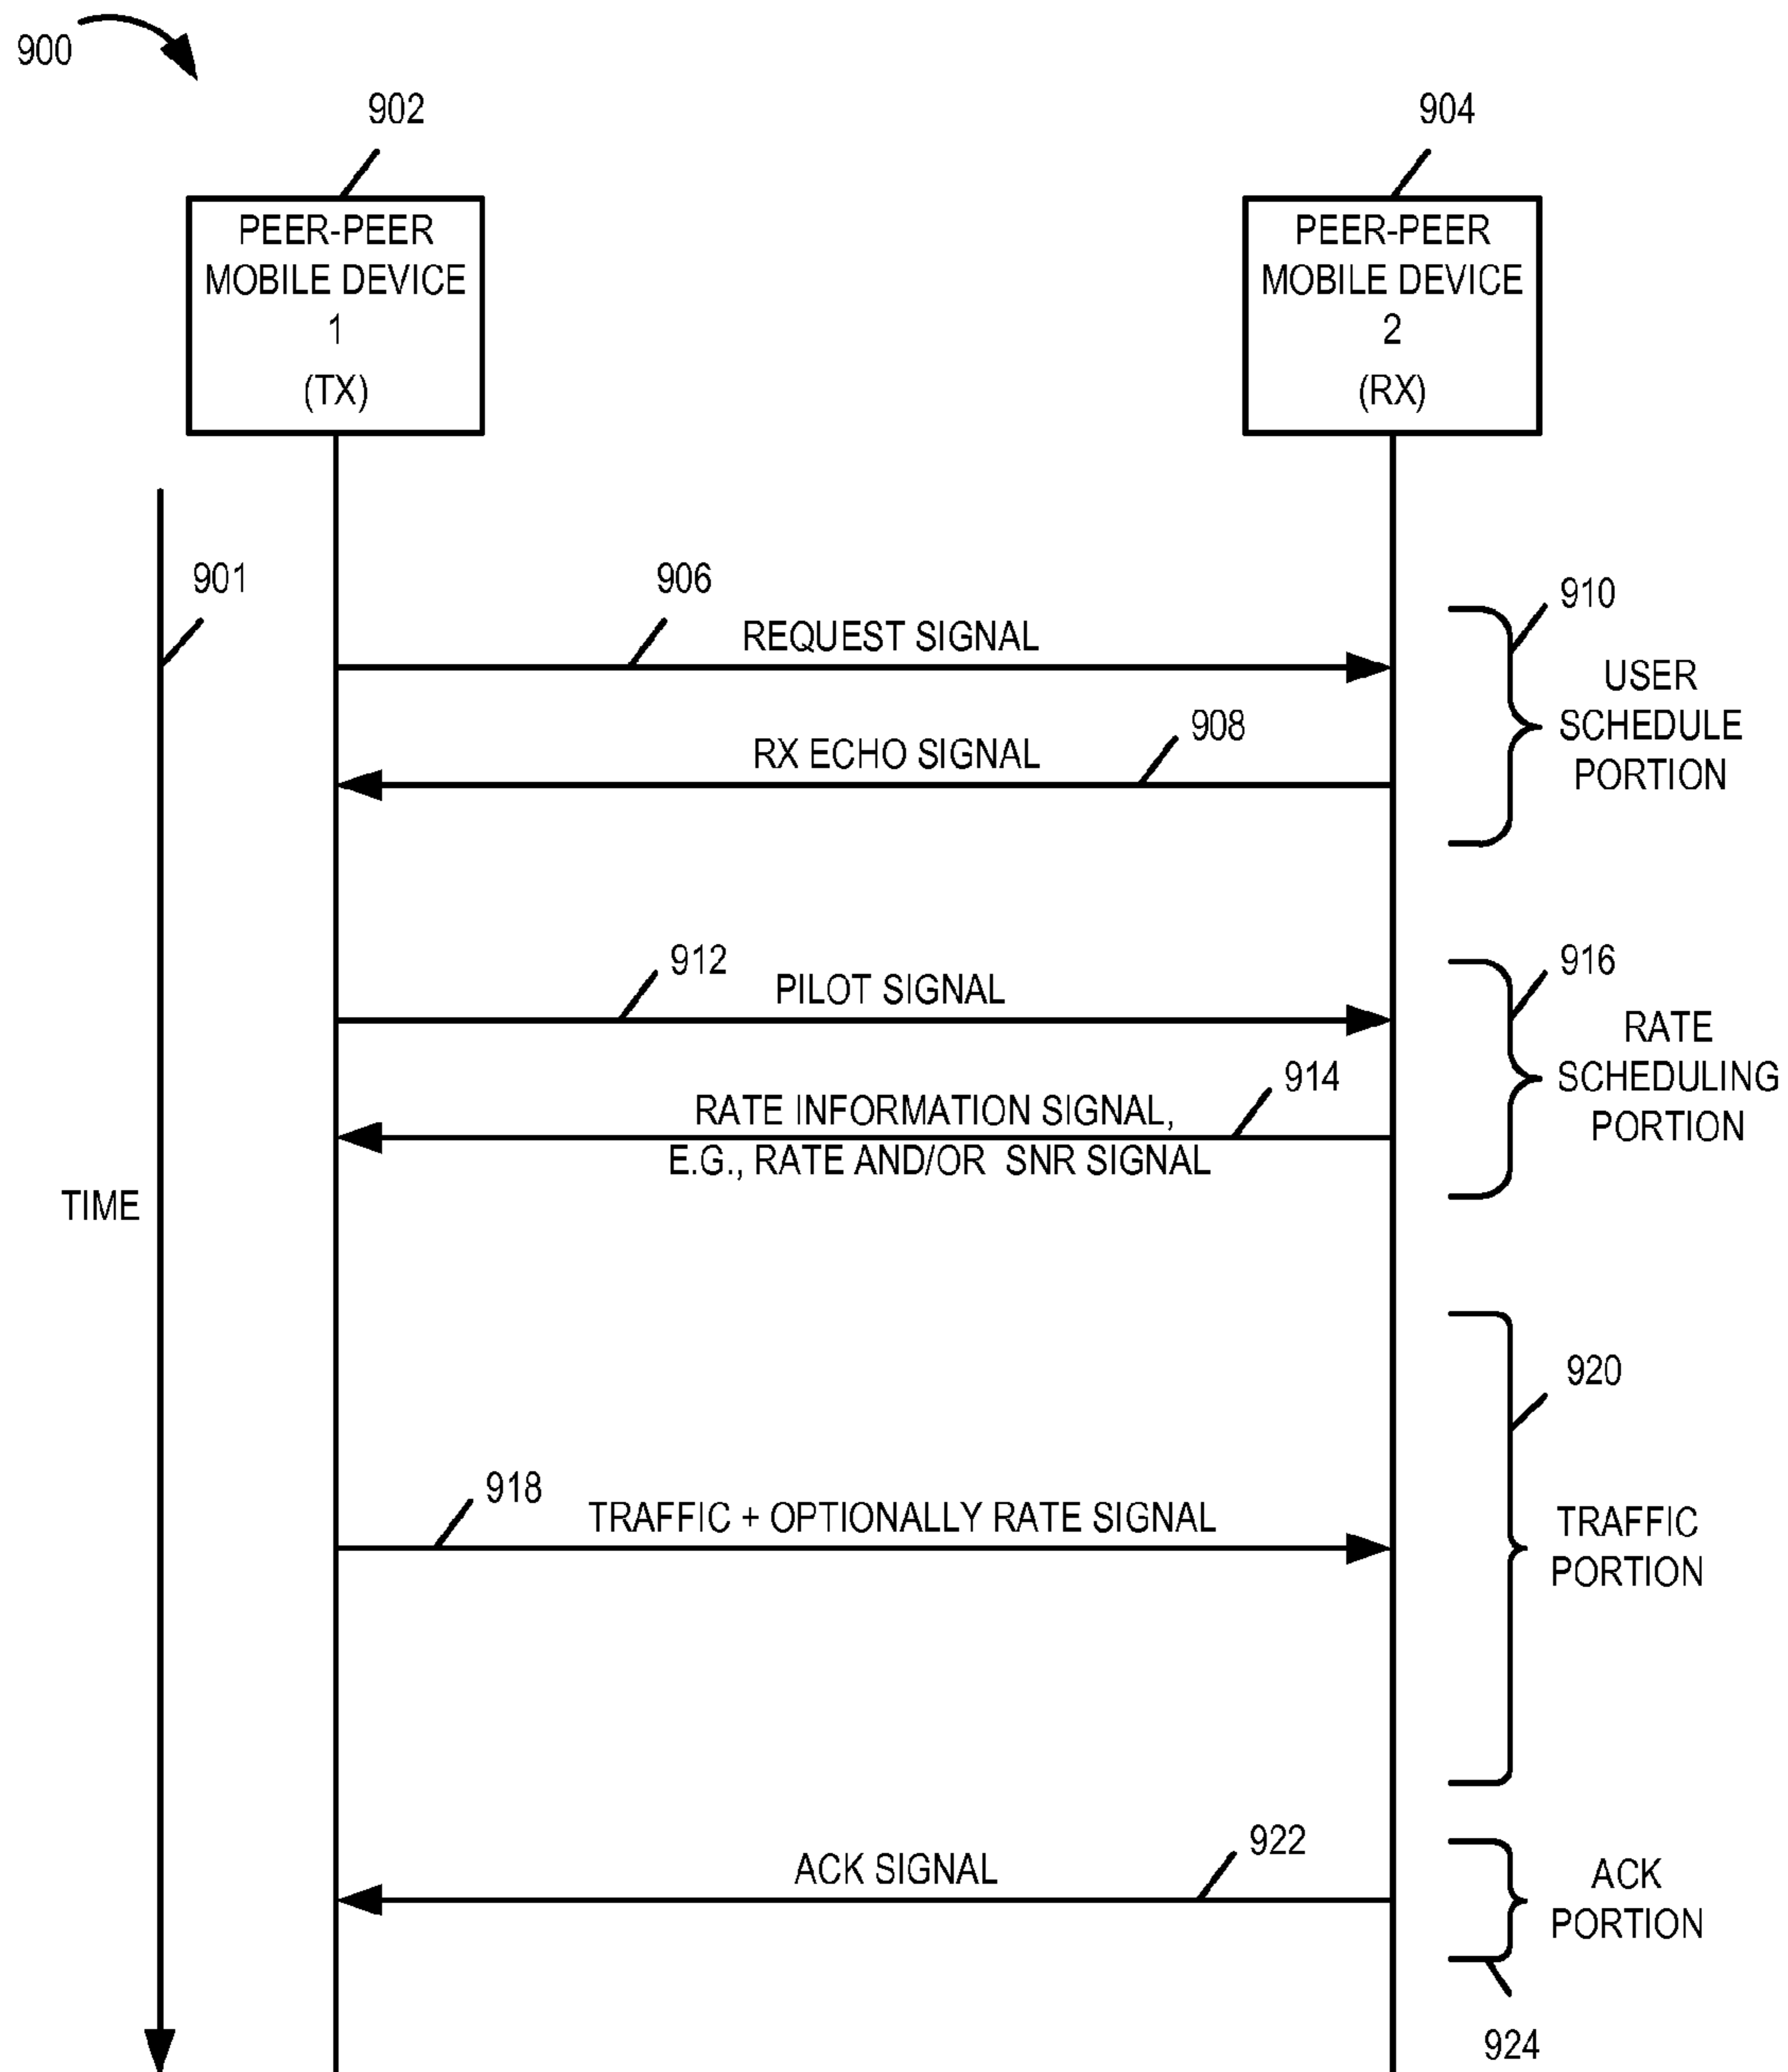 900
902
904
PEER-PEER
MOBILE DEVICE
1
(TX)
PEER-PEER
MOBILE DEVICE
2
(RX)
901
906
REQUEST SIGNAL
910
USER
SCHEDULE
PORTION
RX ECHO SIGNAL
908
912
PILOT SIGNAL
916
RATE
SCHEDULING
PORTION
914
RATE INFORMATION SIGNAL,
E.G., RATE AND/OR SNR SIGNAL
TIME
920
918
TRAFFIC + OPTIONALLY RATE SIGNAL
TRAFFIC
PORTION
922
ACK SIGNAL
ACK
PORTION
924